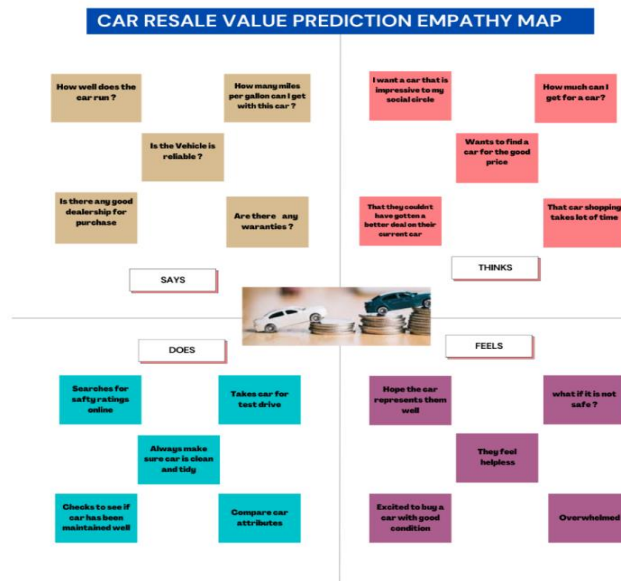 CAR RESALE VALUE PREDICTION EMPATHY MAP
How well does the
car run ?
How many miles
per gallon can I get
with this car ?
Is the Vehicle is
reliable ?
Is there any good
dealership for
purchase
Are there any
waranties ?
SAYS
I want a car that is
impressive to my
social circle
How much can I
get for a car?
Wants to find a
car for the good
price
That they couldnt
have gotten a
better deal on their
current car
That car shopping
takes lot of time
THINKS
DOES
Searches for
safty ratings
online
Takes car for
test drive
Always make
sure car is clean
and tidy
Checks to see if
car has been
maintained well
Compare car
attributes
FEELS
Hope the car
represents them
well
what if it is not
safe ?
They feel
helpless
Excited to buy a
car with good
condition
Overwhelmed